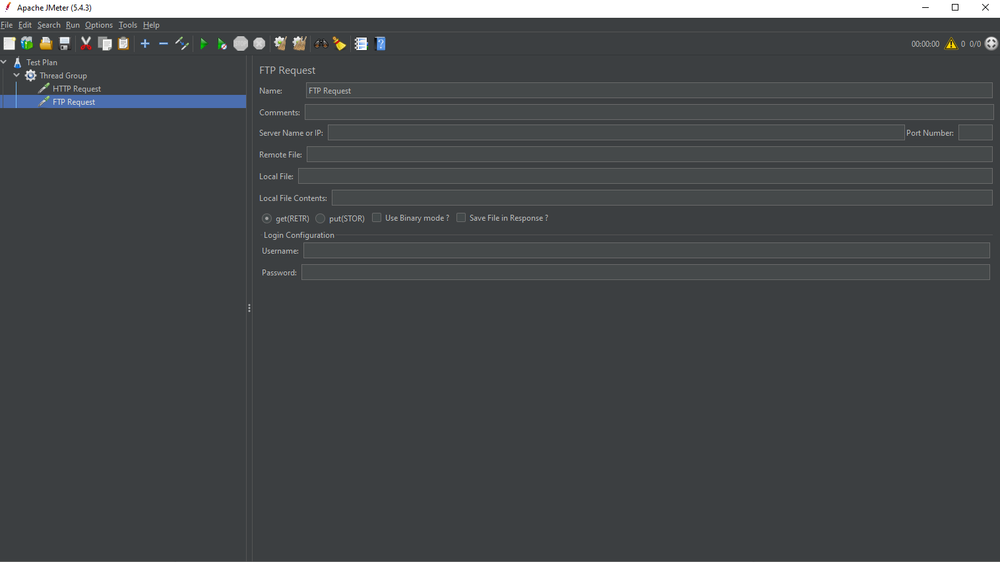 Apache JMeter (5.4.3)
File Edit Search Run Options Tools Help
00:00:00 0 0/0
Test Plan
Thread Group
HTTP Request
FTP Request
FTP Request
Name: FTP Request
Comments:
Server Name or IP: Port Number:
Remote File:
Local File:
Local File Contents:
get(RETR) put(STOR) Use Binary mode ? Save File in Response ?
Login Configuration
Username:
Password: